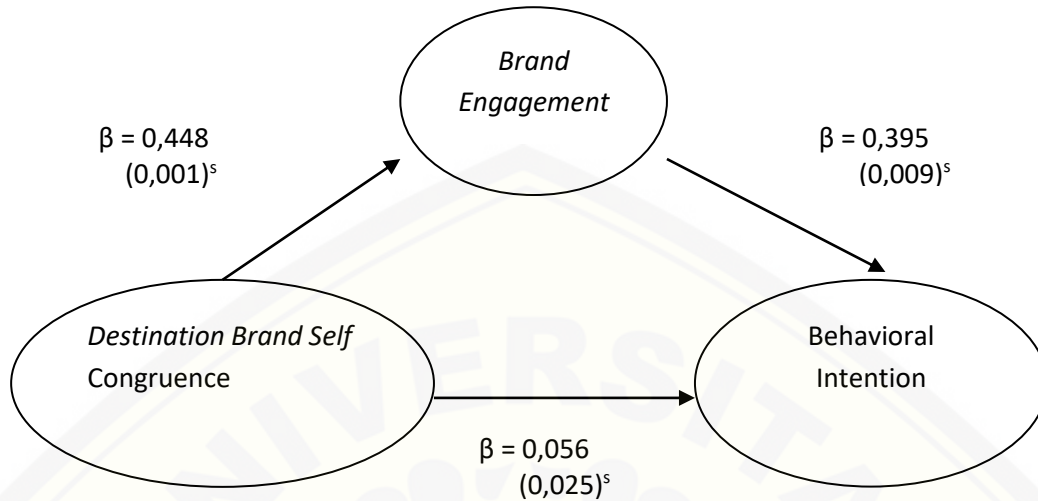 Brand
Engagement
β = 0,448
(0,001)ˢ
β = 0,395
(0,009)ˢ
Destination Brand Self
Congruence
Behavioral
Intention
β = 0,056
(0,025)ˢ